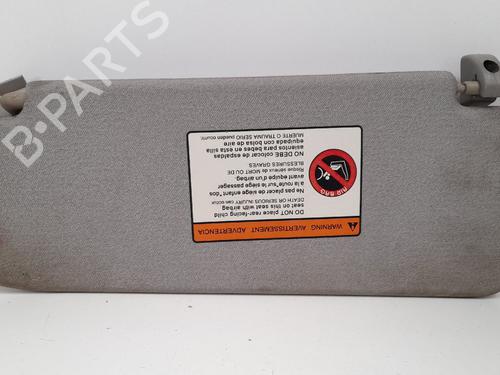 WARNING AVERTISSEMENT ADVERTENCIA
DO NOT place rear-facing child
seat on this seat with airbag
DEATH OR SERIOUS INJURY can occur
Ne pas placer de siège enfant "dos
à la route" sur le siège passager
avant équipé d'un airbag.
Risque sérieux de mort OU DE
BLESSURES GRAVES
NO DEBE colocar de espaldas
asientos para bebes en esta silla
equipada con bolsa de aire
MUERTE O TRAUMA SERIO pueden ocurrir.
AIR BAG
B-PARTS